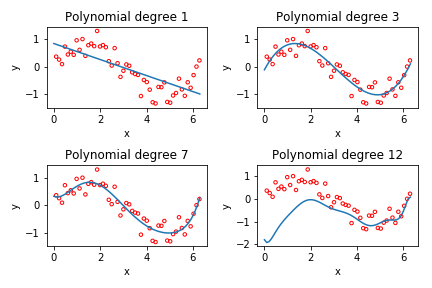 Polynomial degree 1
1
0
−1
y
0 2 4 6
x
Polynomial degree 3
1
0
−1
y
0 2 4 6
x
Polynomial degree 7
1
0
−1
y
0 2 4 6
x
Polynomial degree 12
1
0
−1
−2
y
0 2 4 6
x